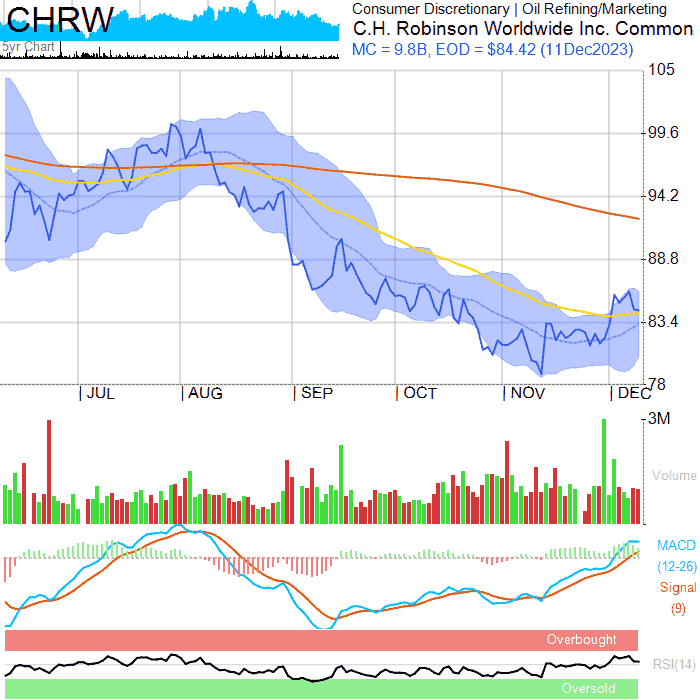 CHRW
5yr Chart
Consumer Discretionary | Oil Refining/Marketing
C.H. Robinson Worldwide Inc. Common
MC = 9.8B, EOD = $84.42 (11Dec2023)
105
99.6
94.2
88.8
83.4
78
JUL AUG SEP OCT NOV DEC
3M
Volume
MACD
(12-26)
Signal
(9)
Overbought
RSI(14)
Oversold